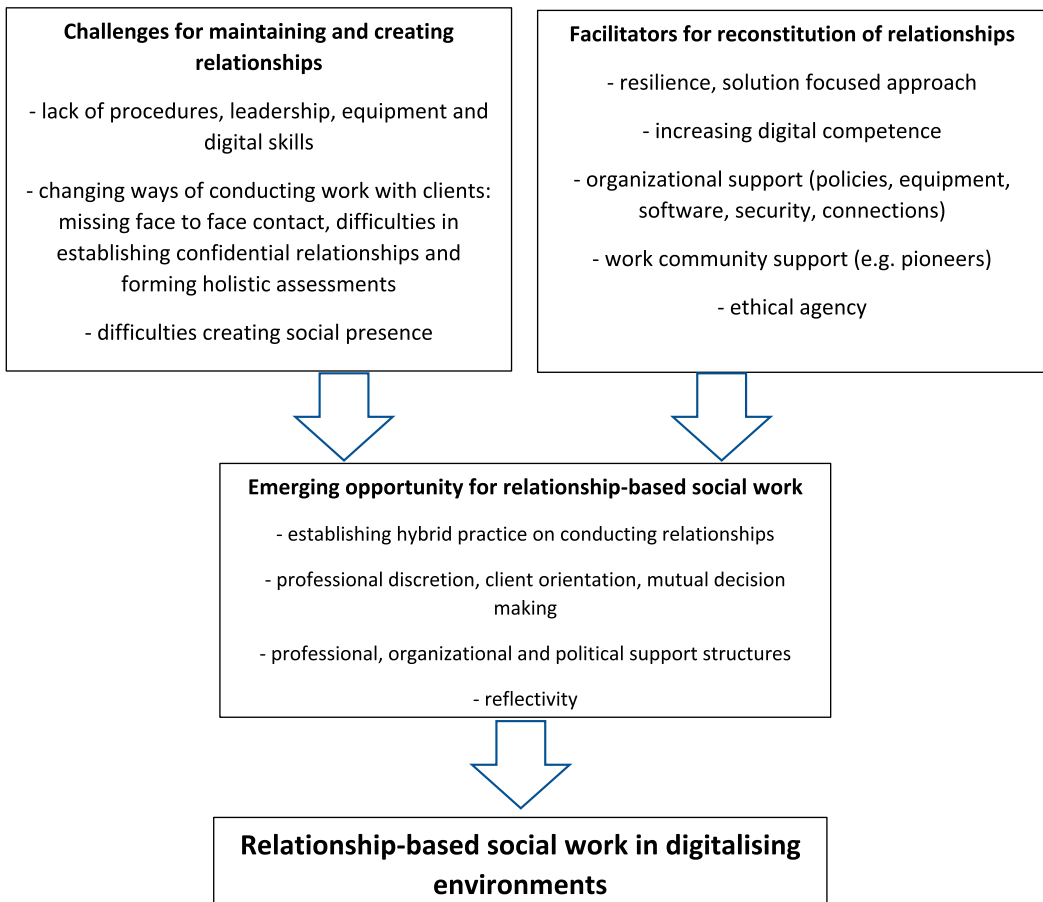 Challenges for maintaining and creating
relationships
- lack of procedures, leadership, equipment and
digital skills
- changing ways of conducting work with clients:
missing face to face contact, difficulties in
establishing confidential relationships and
forming holistic assessments
- difficulties creating social presence
Facilitators for reconstitution of relationships
- resilience, solution focused approach
- increasing digital competence
- organizational support (policies, equipment,
software, security, connections)
- work community support (e.g. pioneers)
- ethical agency
Emerging opportunity for relationship-based social work
- establishing hybrid practice on conducting relationships
- professional discretion, client orientation, mutual decision
making
- professional, organizational and political support structures
- reflectivity
Relationship-based social work in digitalising
environments